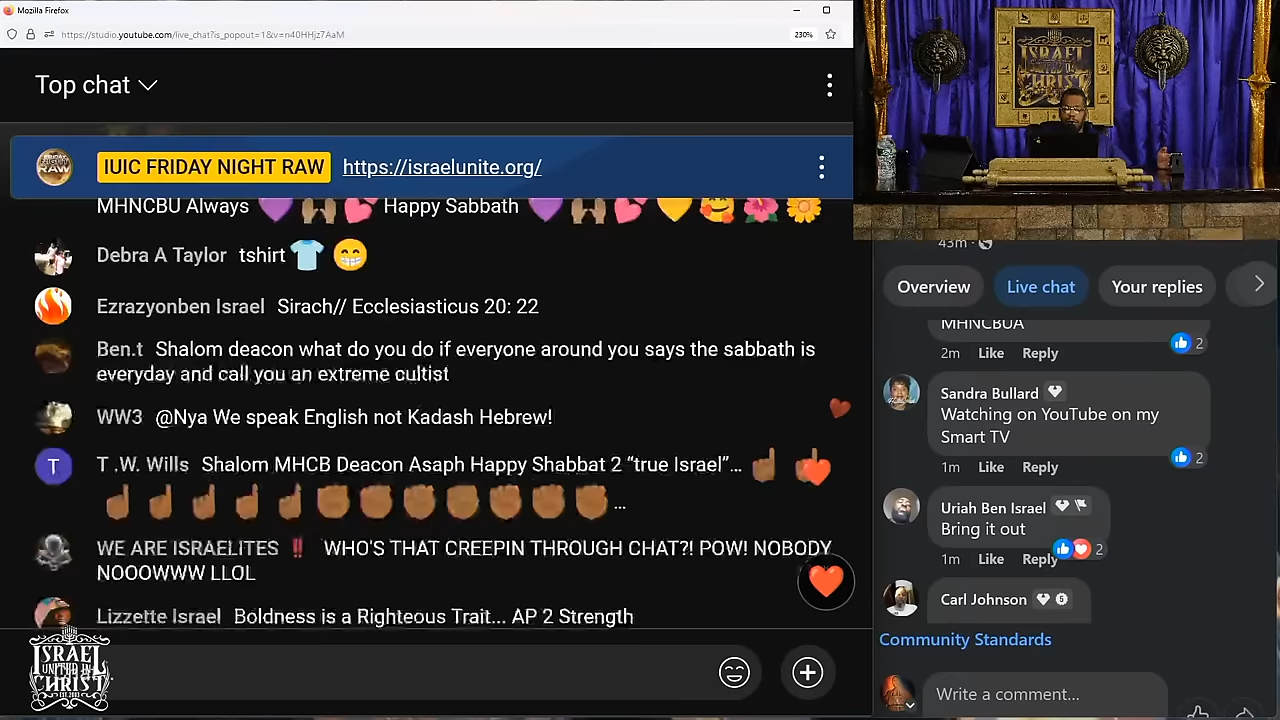 Mozilla Firefox
https://studio.youtube.com/live_chat?is_popout=1&v=n40HHjz7AaM
230%
Top chat
IUIC FRIDAY NIGHT RAW https://israelunite.org/
MHNCBU Always 💜 🙌🏽 💕 Happy Sabbath 💜 🙌🏽 💕 💛 🥰 🌺 🌼
Debra A Taylor tshirt 👕 😁
Ezrazyonben Israel Sirach// Ecclesiasticus 20: 22
Ben.t Shalom deacon what do you do if everyone around you says the sabbath is
everyday and call you an extreme cultist
WW3 @Nya We speak English not Kadash Hebrew!
T ,W. Wills Shalom MHCB Deacon Asaph Happy Shabbat 2 “true Israel”...
...
WE ARE ISRAELITES ‼️ WHO'S THAT CREEPIN THROUGH CHAT?! POW! NOBODY
NOOOWWW LLOL
Lizzette Israel Boldness is a Righteous Trait... AP 2 Strength
ISRAEL
UNITED IN
CHRIST
EST.2003
ISRAEL
UNITED IN
CHRIST
43m
Overview
Live chat
Your replies
MHNCBUA
2m Like Reply 2
Sandra Bullard
Watching on YouTube on my
Smart TV
1m Like Reply 2
Uriah Ben Israel
Bring it out
1m Like Reply 2
Carl Johnson
Community Standards
Write a comment...